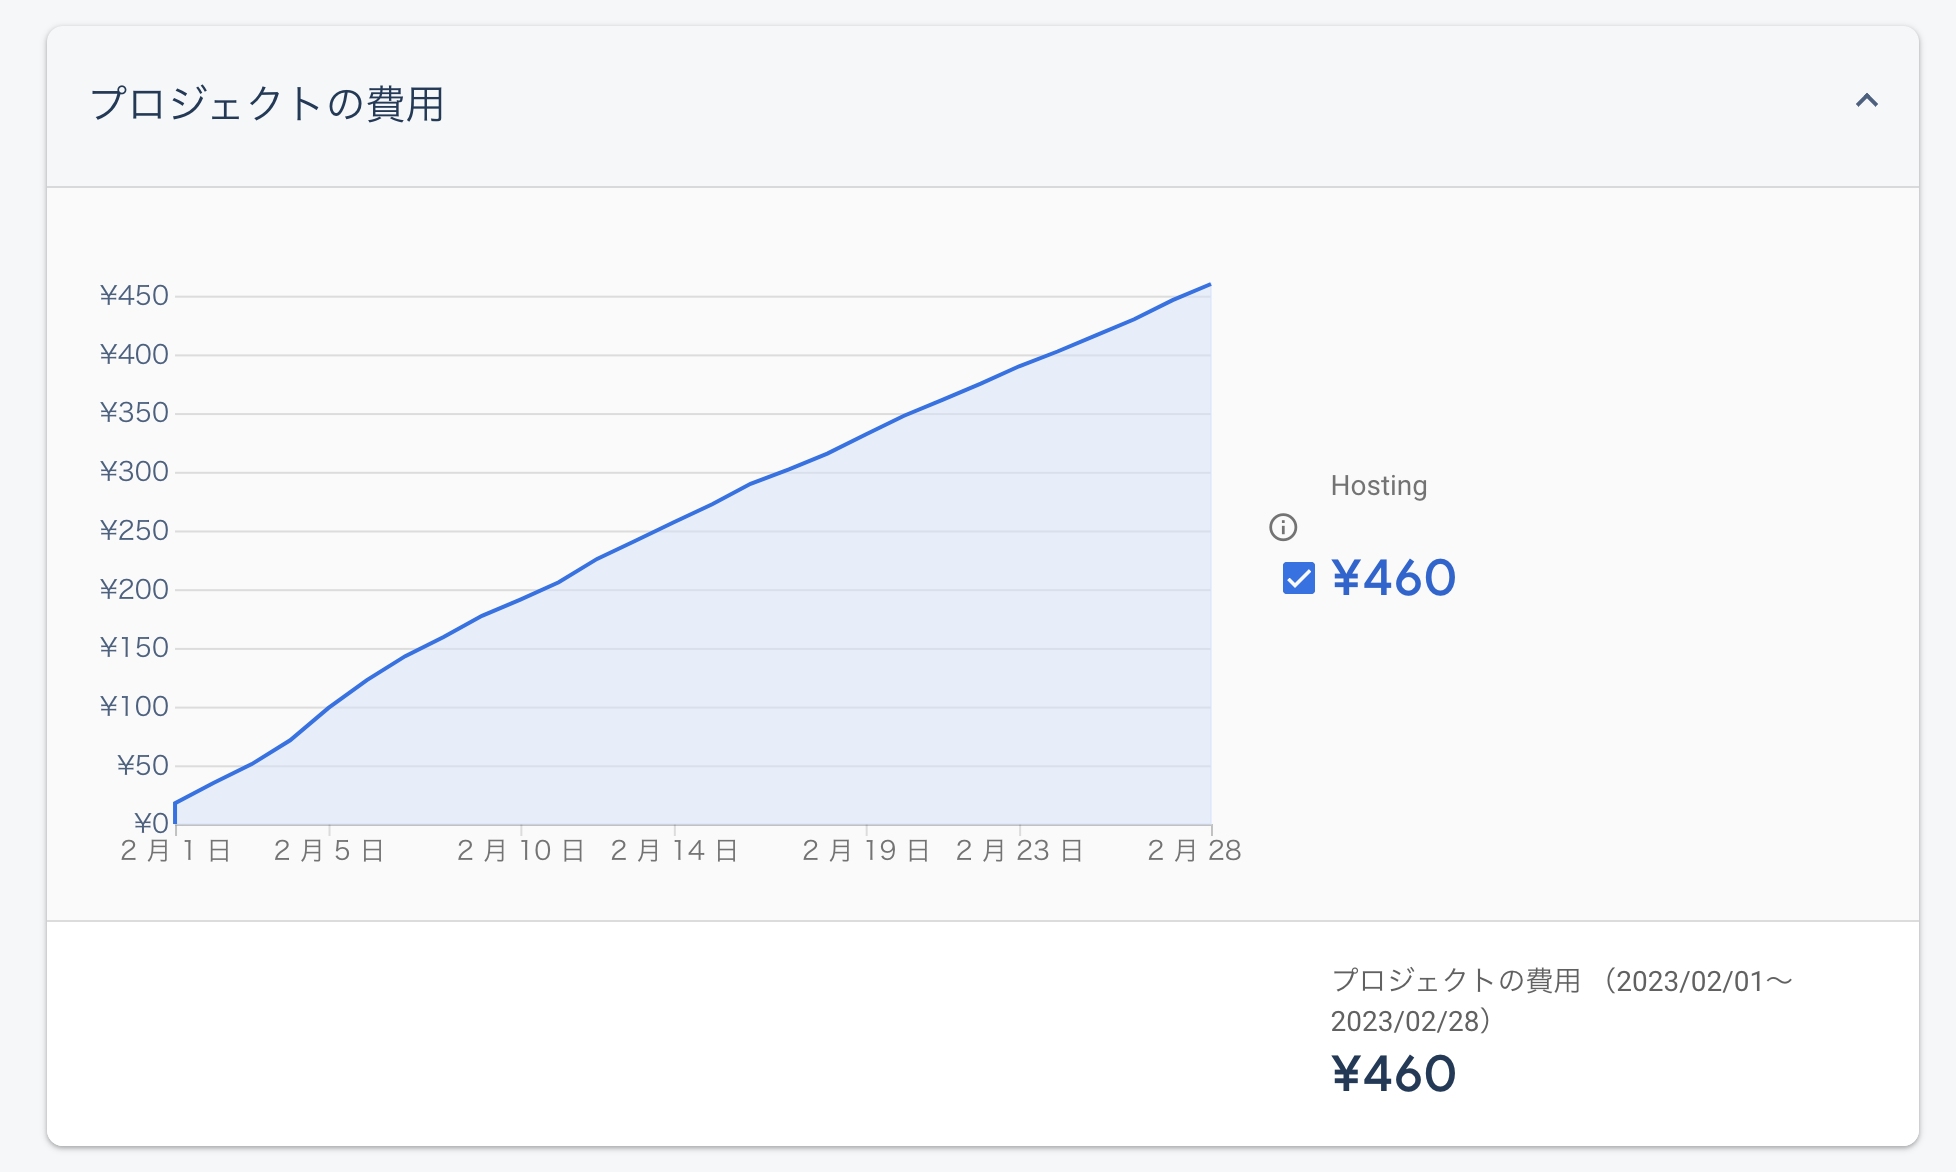 プロジェクトの費用
¥450
¥400
¥350
¥300
¥250
¥200
¥150
¥100
¥50
¥0
2 月 1 日
2 月 5 日
2 月 10 日
2 月 14 日
2 月 19 日
2 月 23 日
2 月 28
Hosting
¥460
プロジェクトの費用 （2023/02/01〜
2023/02/28）
¥460